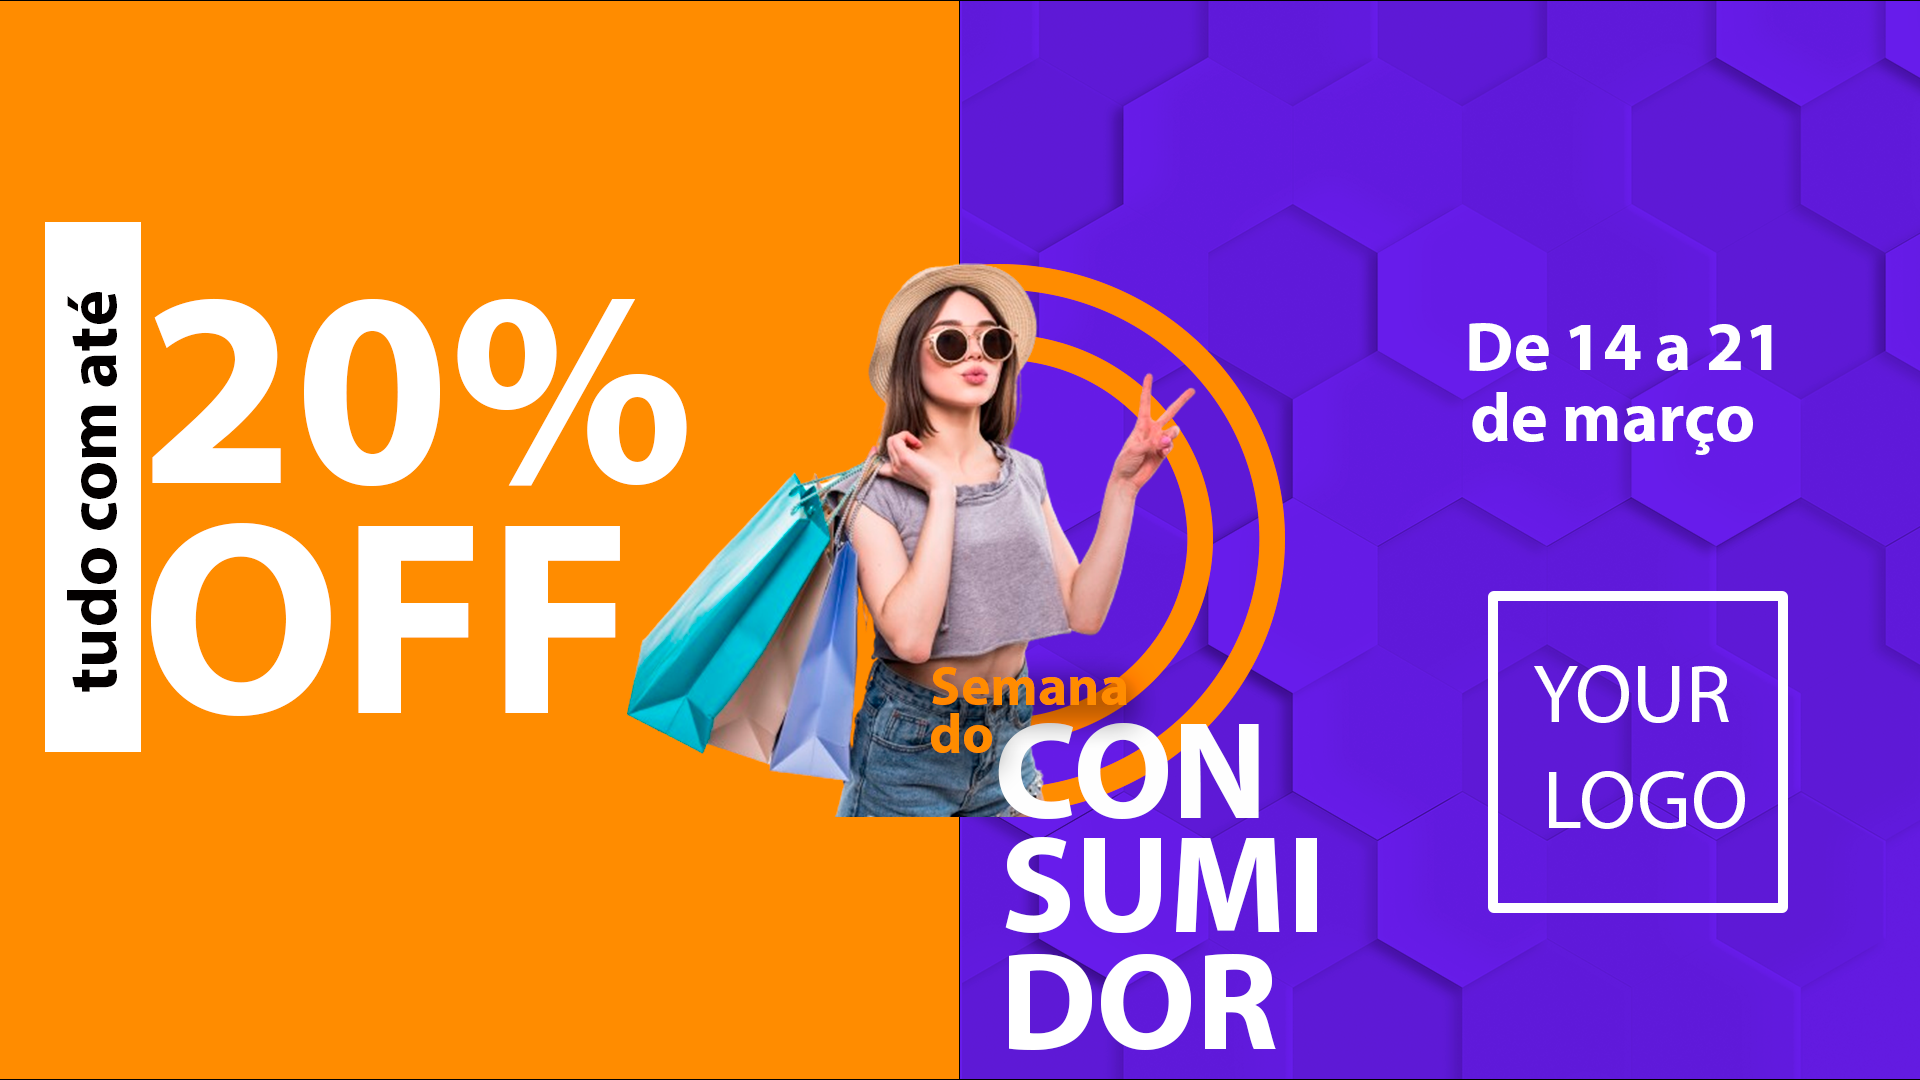 tudo com até
20%
OFF
Semana
do
CON
SUMI
DOR
De 14 a 21
de março
YOUR
LOGO